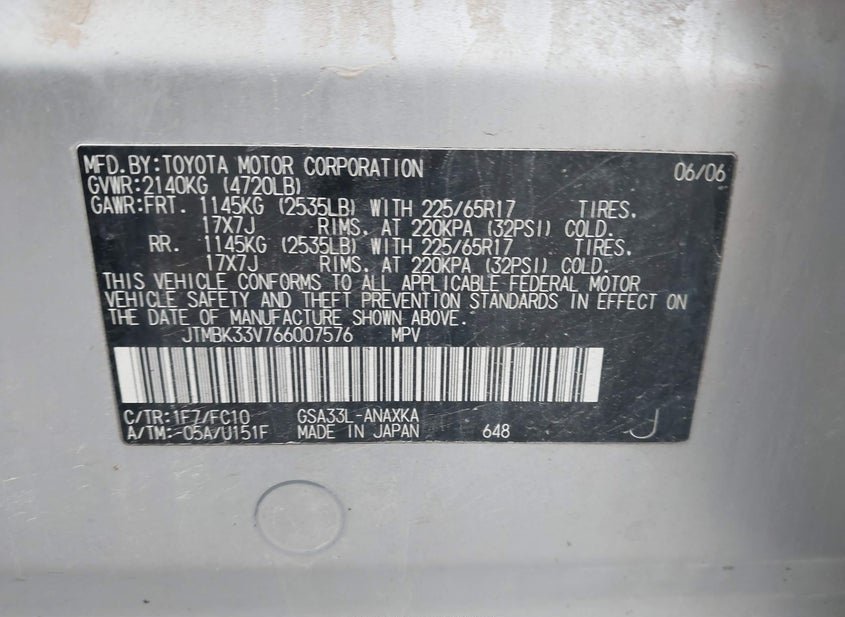 MFD.BY:TOYOTA MOTOR CORPORATION 06/06
GVWR:2140KG (4720LB)
GAWR:FRT. 1145KG (2535LB) WITH 225/65R17 TIRES,
17X7J RIMS, AT 220KPA (32PSI) COLD.
RR. 1145KG (2535LB) WITH 225/65R17 TIRES,
17X7J RIMS, AT 220KPA (32PSI) COLD.
THIS VEHICLE CONFORMS TO ALL APPLICABLE FEDERAL MOTOR
VEHICLE SAFETY AND THEFT PREVENTION STANDARDS IN EFFECT ON
THE DATE OF MANUFACTURE SHOWN ABOVE.
JTMBK33V766007576 MPV
C/TR:1F7/FC10 GSA33L-ANAXKA
A/TM:-05A/U151F MADE IN JAPAN 648 J